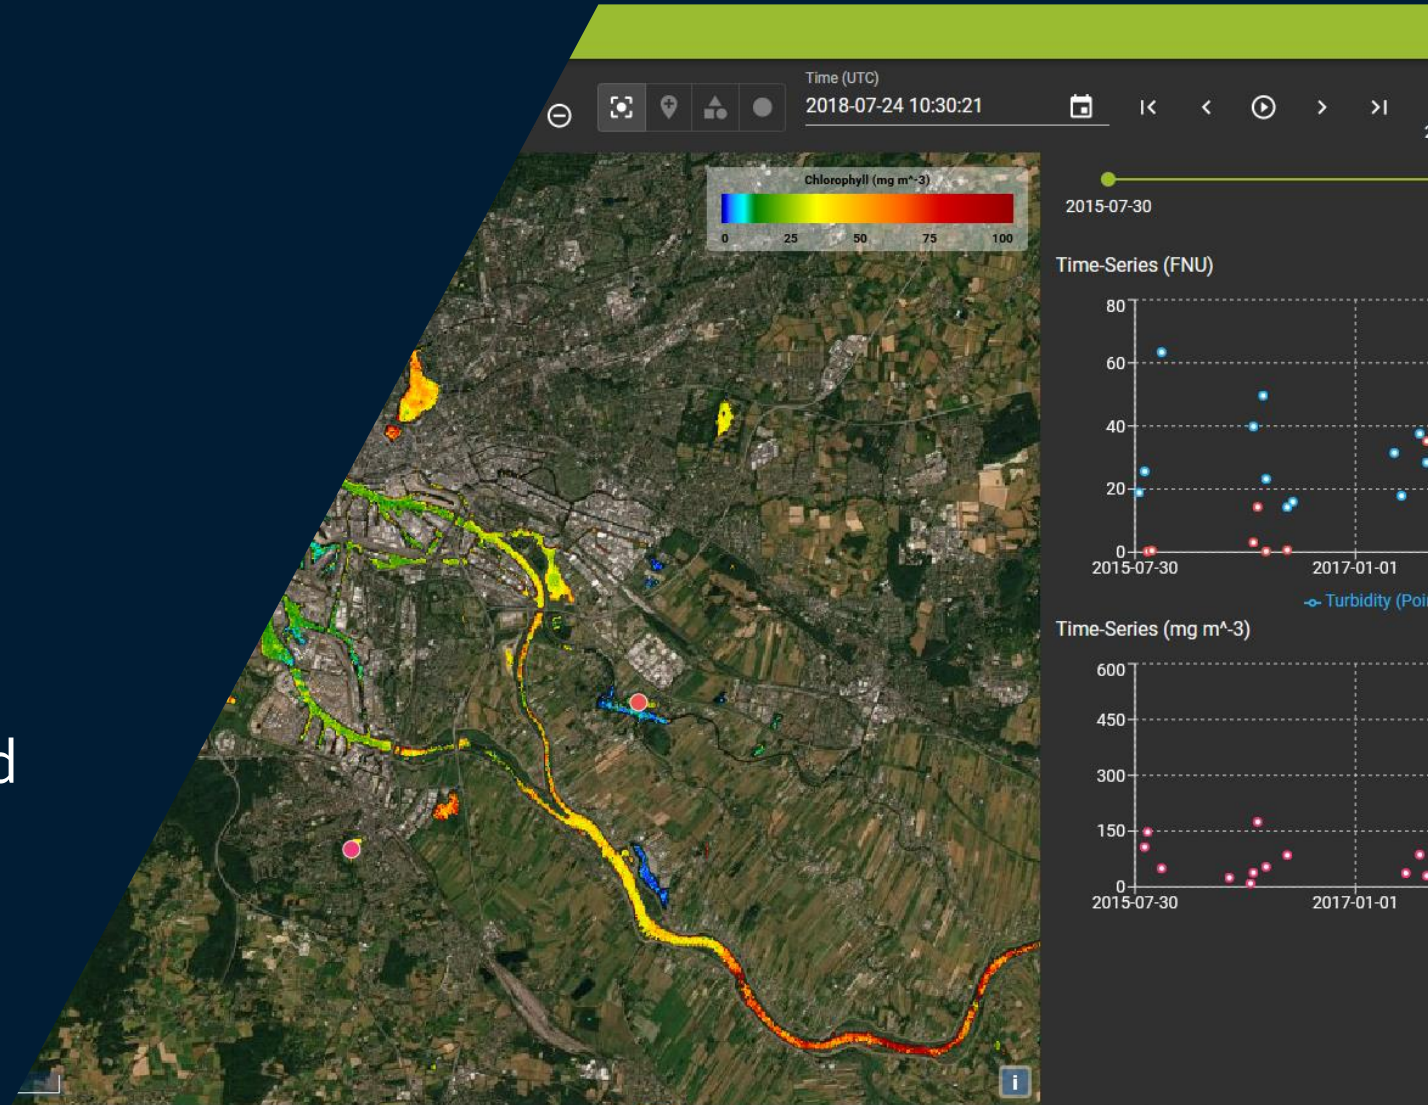 Time (UTC)
2018-07-24 10:30:21
Chlorophyll (mg m^-3)
0 25 50 75 100
2015-07-30
Time-Series (FNU)
80
60
40
20
0
2015-07-30 2017-01-01
Turbidity (Poi
Time-Series (mg m^-3)
600
450
300
150
0
2015-07-30 2017-01-01
d
i